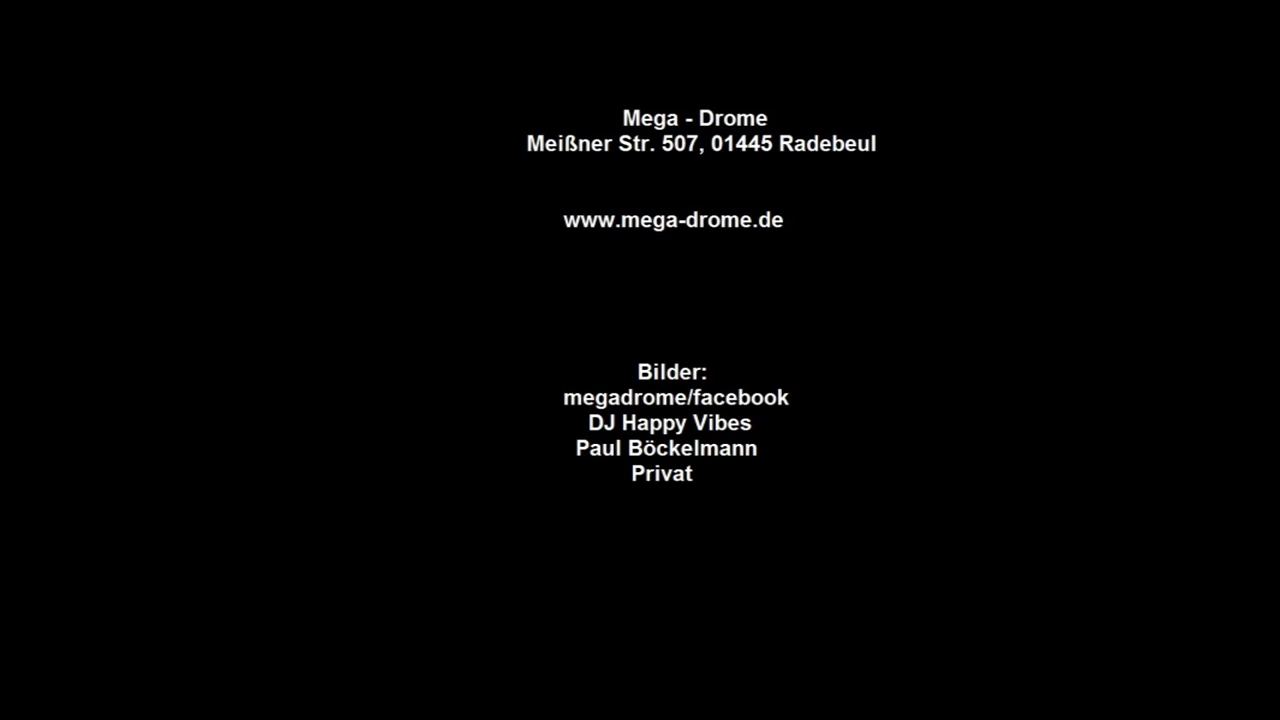 Mega - Drome
Meißner Str. 507, 01445 Radebeul
www.mega-drome.de
Bilder:
megadrome/facebook
DJ Happy Vibes
Paul Böckelmann
Privat